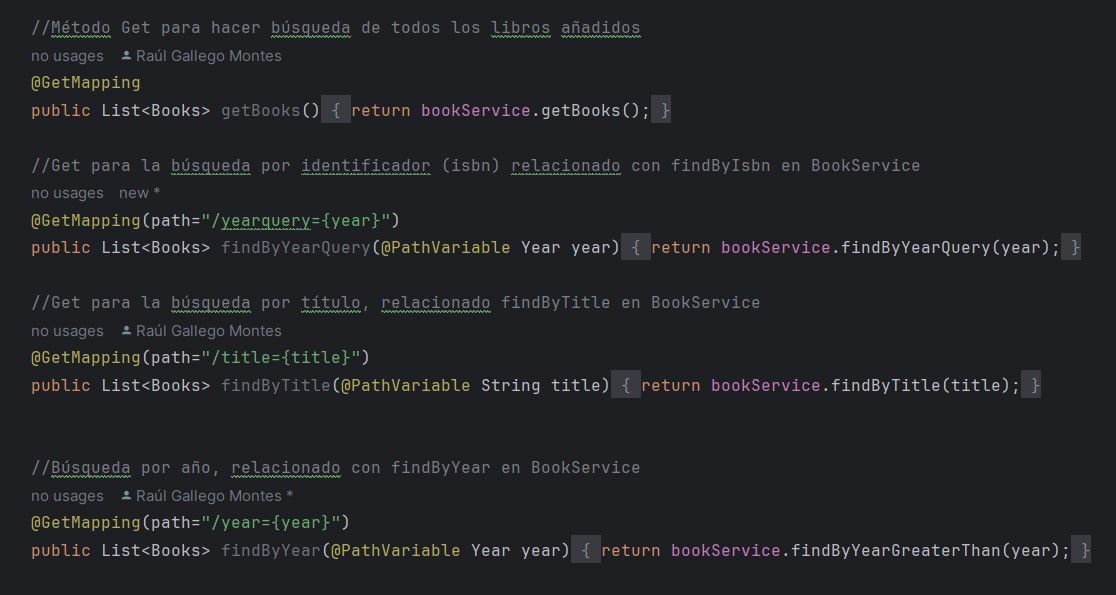 //Método Get para hacer búsqueda de todos los libros añadidos
no usages Raúl Gallego Montes
@GetMapping
public List<Books> getBooks() { return bookService.getBooks(); }
//Get para la búsqueda por identificador (isbn) relacionado con findByIsbn en BookService
no usages new *
@GetMapping(path="/yearquery={year}")
public List<Books> findByYearQuery(@PathVariable Year year) { return bookService.findByYearQuery(year); }
//Get para la búsqueda por título, relacionado findByTitle en BookService
no usages Raúl Gallego Montes
@GetMapping(path="/title={title}")
public List<Books> findByTitle(@PathVariable String title) { return bookService.findByTitle(title); }
//Búsqueda por año, relacionado con findByYear en BookService
no usages Raúl Gallego Montes *
@GetMapping(path="/year={year}")
public List<Books> findByYear(@PathVariable Year year) { return bookService.findByYearGreaterThan(year); }